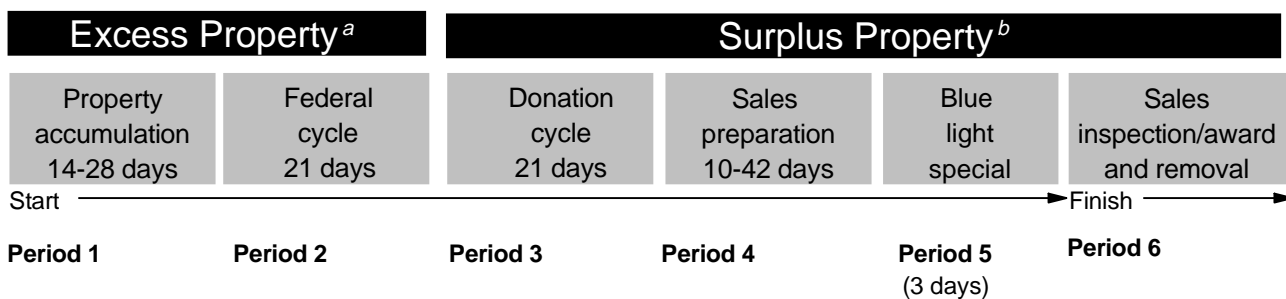 Excess Property a
Surplus Property b
Property
accumulation
14-28 days
Federal
cycle
21 days
Donation
cycle
21 days
Sales
preparation
10-42 days
Blue
light
special
Sales
inspection/award
and removal
Start
Finish
Period 1
Period 2
Period 3
Period 4
Period 5
(3 days)
Period 6